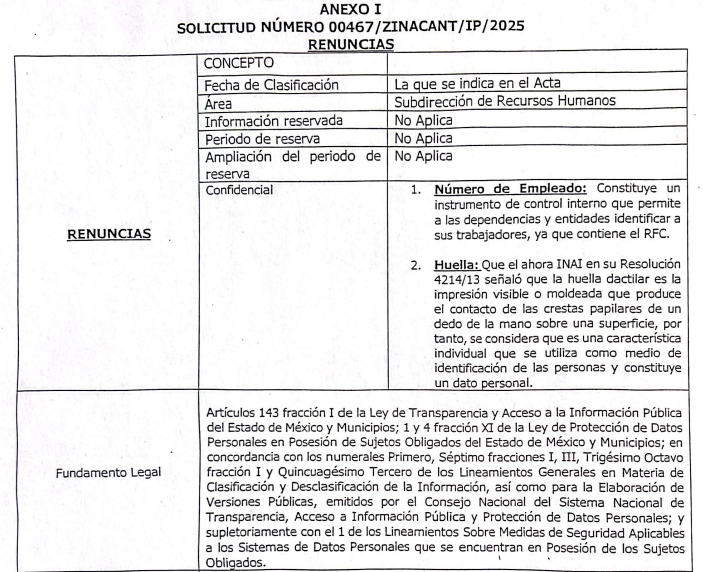 ANEXO I
SOLICITUD NÚMERO 00467/ZINACANT/IP/2025
RENUNCIAS
CONCEPTO
Fecha de Clasificación La que se indica en el Acta
Área Subdirección de Recursos Humanos
Información reservada No Aplica
Periodo de reserva No Aplica
Ampliación del periodo de No Aplica
reserva
RENUNCIAS
Confidencial
1. Número de Empleado: Constituye un
instrumento de control interno que permite
a las dependencias y entidades identificar a
sus trabajadores, ya que contiene el RFC.
2. Huella: Que el ahora INAI en su Resolución
4214/13 señaló que la huella dactilar es la
impresión visible o moldeada que produce
el contacto de las crestas papilares de un
dedo de la mano sobre una superficie, por
tanto, se considera que es una característica
individual que se utiliza como medio de
identificación de las personas y constituye
un dato personal.
Fundamento Legal
Artículos 143 fracción I de la Ley de Transparencia y Acceso a la Información Pública
del Estado de México y Municipios; 1 y 4 fracción XI de la Ley de Protección de Datos
Personales en Posesión de Sujetos Obligados del Estado de México y Municipios; en
concordancia con los numerales Primero, Séptimo fracciones I, III, Trigésimo Octavo
fracción I y Quincuagésimo Tercero de los Lineamientos Generales en Materia de
Clasificación y Desclasificación de la Información, así como para la Elaboración de
Versiones Públicas, emitidos por el Consejo Nacional del Sistema Nacional de
Transparencia, Acceso a Información Pública y Protección de Datos Personales; y
supletoriamente con el 1 de los Lineamientos Sobre Medidas de Seguridad Aplicables
a los Sistemas de Datos Personales que se encuentran en Posesión de los Sujetos
Obligados.